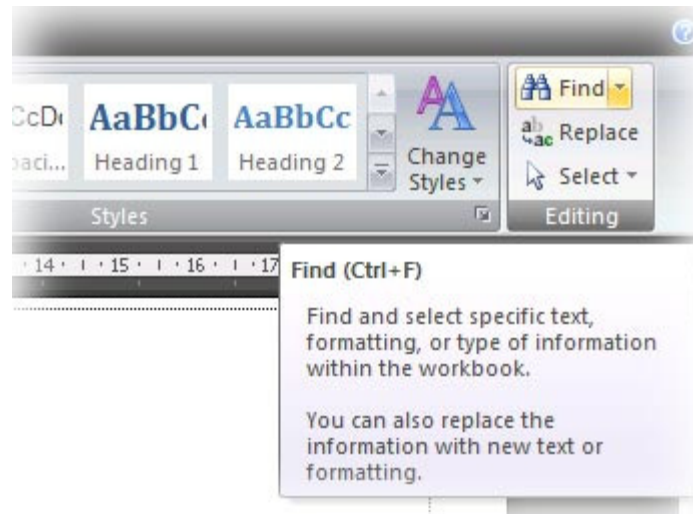 Find
AaBbC AaBbCc
ab
ac Replace
Heading 1 Heading 2 Change
Styles Select
Styles Editing
14 15 16 17
Find (Ctrl+F)
Find and select specific text,
formatting, or type of information
within the workbook.
You can also replace the
information with new text or
formatting.